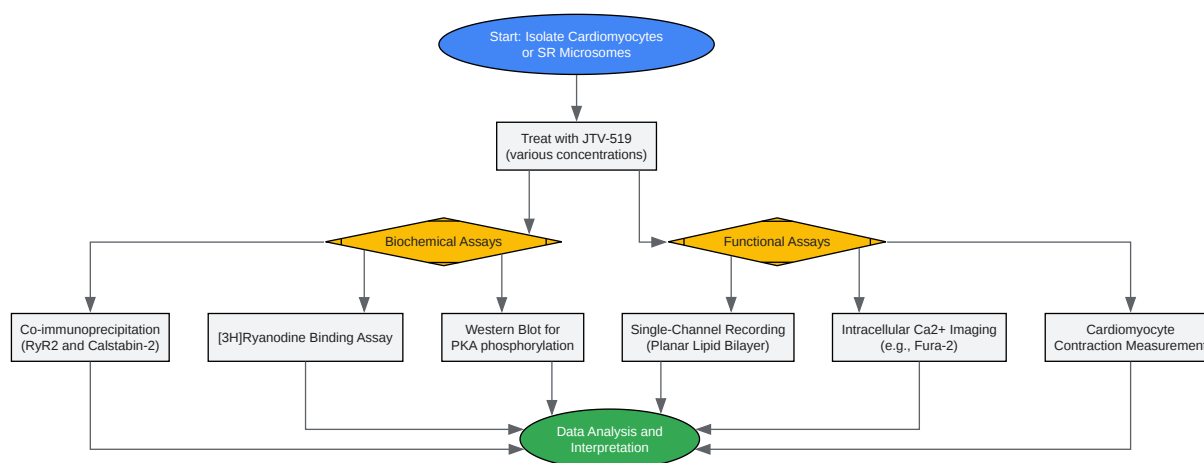 Start: Isolate Cardiomyocytes
or SR Microsomes
Treat with JTV-519
(various concentrations)
Biochemical Assays
Functional Assays
Co-immunoprecipitation
(RyR2 and Calstabin-2)
[3H]Ryanodine Binding Assay
Western Blot for
PKA phosphorylation
Single-Channel Recording
(Planar Lipid Bilayer)
Intracellular Ca2+ Imaging
(e.g., Fura-2)
Cardiomyocyte
Contraction Measurement
Data Analysis and
Interpretation